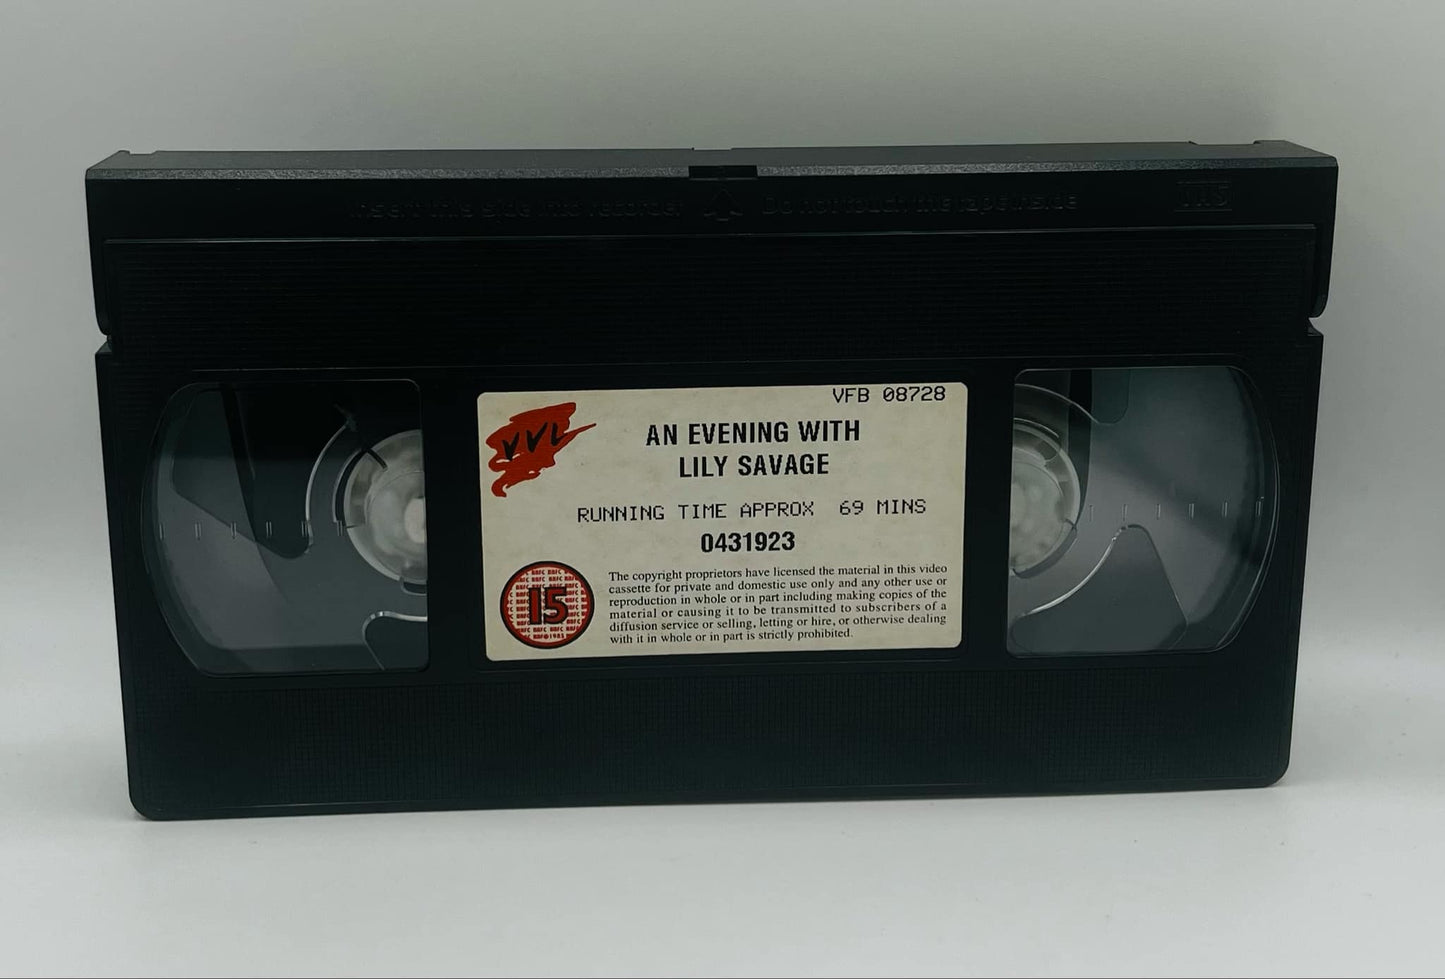 Insert this side into recorder Do not touch the tape inside VHS
VFB 08728
VVL
AN EVENING WITH
LILY SAVAGE
RUNNING TIME APPROX 69 MINS
0431923
15
The copyright proprietors have licensed the material in this video
cassette for private and domestic use only and any other use or
reproduction in whole or in part including making copies of the
material or causing it to be transmitted to subscribers of a
diffusion service or selling, letting or hire, or otherwise dealing
with it in whole or in part is strictly prohibited.